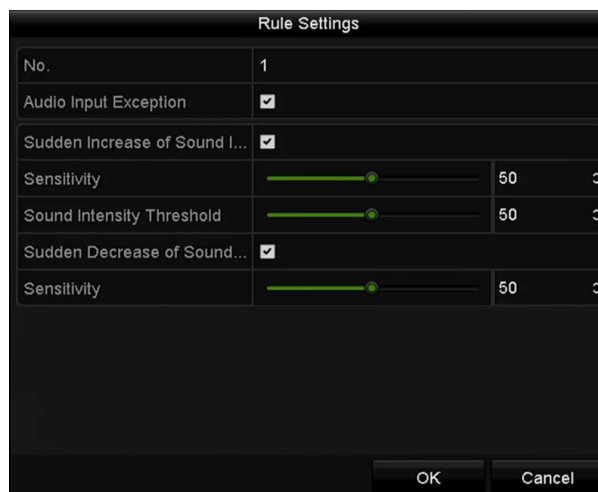 Rule Settings
No. 1
Audio Input Exception
Sudden Increase of Sound I...
Sensitivity 50
Sound Intensity Threshold 50
Sudden Decrease of Sound...
Sensitivity 50
OK Cancel